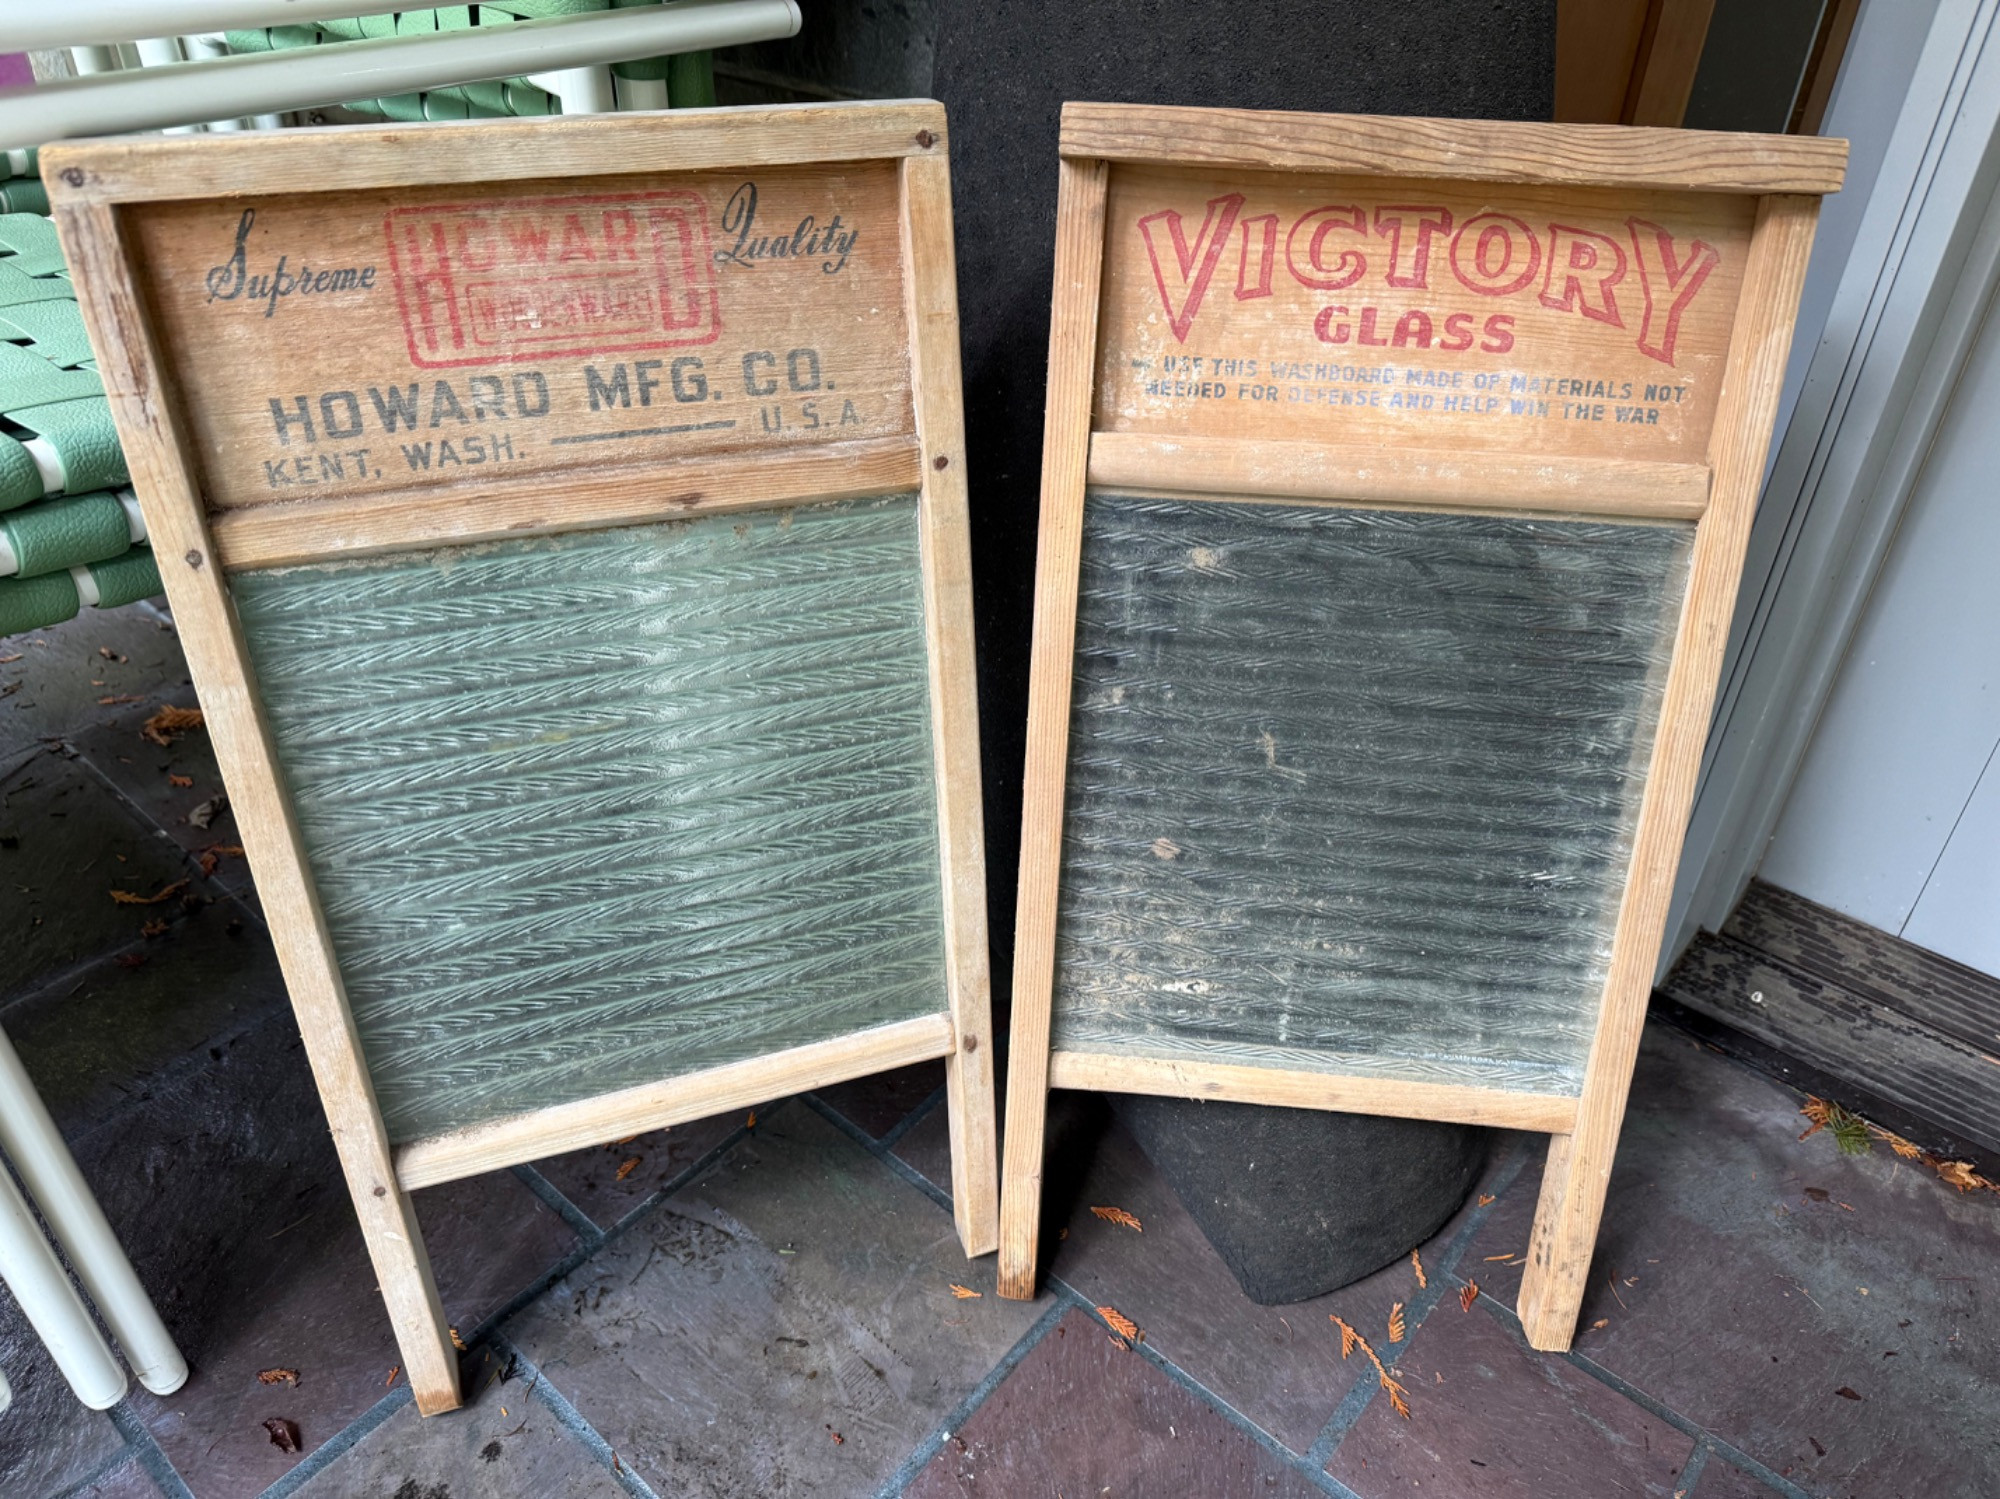 Supreme
HOWARD
WOODENWARE
Quality
HOWARD MFG. CO.
KENT, WASH. U.S.A.
VICTORY
GLASS
USE THIS WASHBOARD MADE OF MATERIALS NOT
NEEDED FOR DEFENSE AND HELP WIN THE WAR